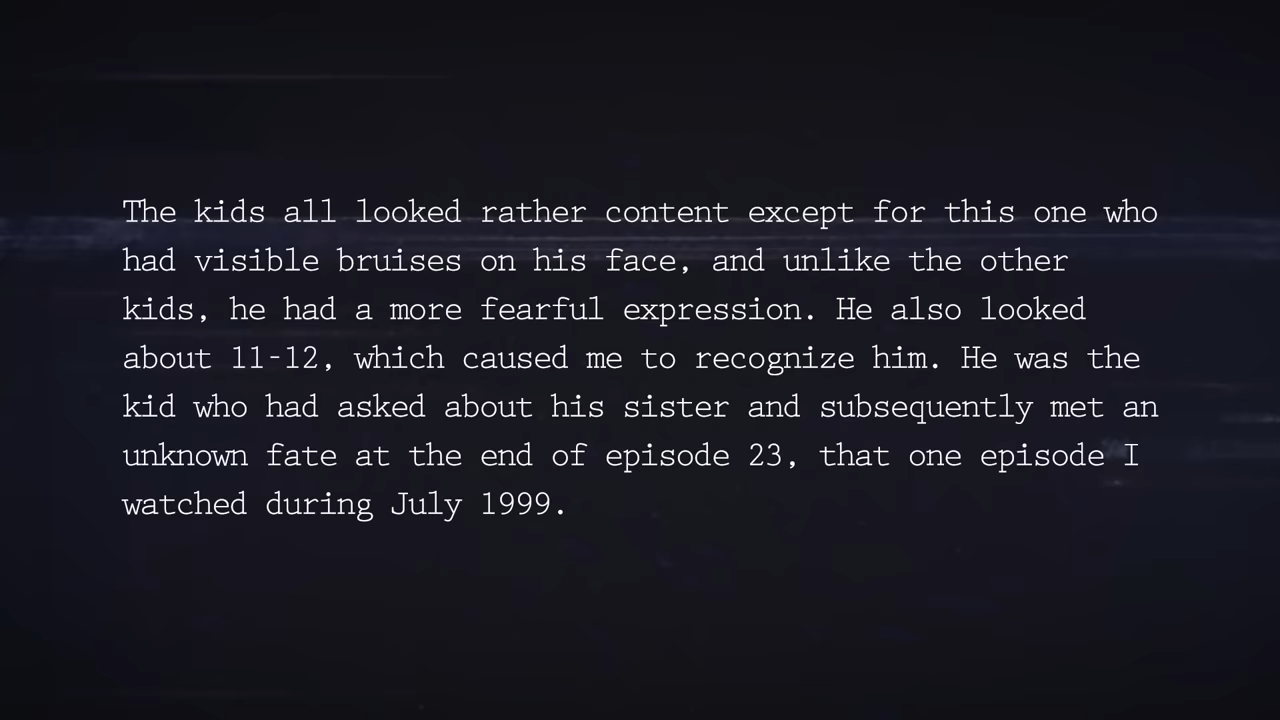 The kids all looked rather content except for this one who
had visible bruises on his face, and unlike the other
kids, he had a more fearful expression. He also looked
about 11-12, which caused me to recognize him. He was the
kid who had asked about his sister and subsequently met an
unknown fate at the end of episode 23, that one episode I
watched during July 1999.